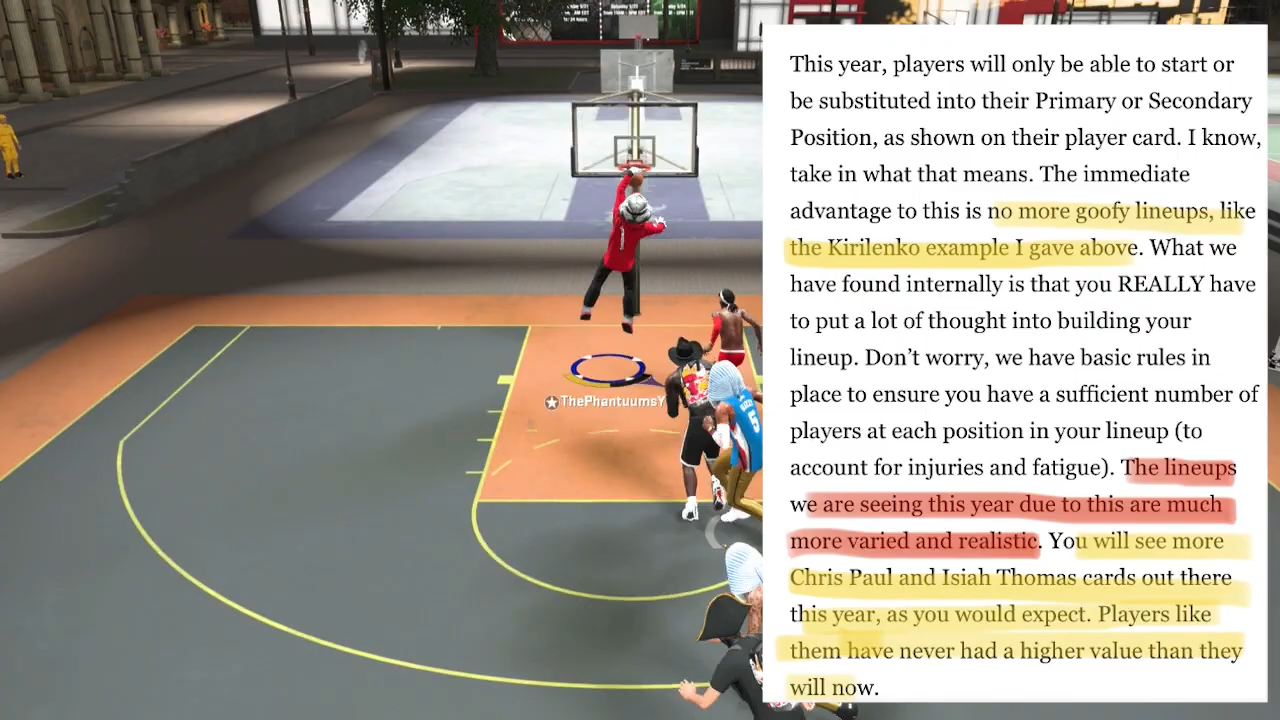 This year, players will only be able to start or
be substituted into their Primary or Secondary
Position, as shown on their player card. I know,
take in what that means. The immediate
advantage to this is no more goofy lineups, like
the Kirilenko example I gave above. What we
have found internally is that you REALLY have
to put a lot of thought into building your
lineup. Don’t worry, we have basic rules in
place to ensure you have a sufficient number of
players at each position in your lineup (to
account for injuries and fatigue). The lineups
we are seeing this year due to this are much
more varied and realistic. You will see more
Chris Paul and Isiah Thomas cards out there
this year, as you would expect. Players like
them have never had a higher value than they
will now.
ThePhantuumsY
1
5